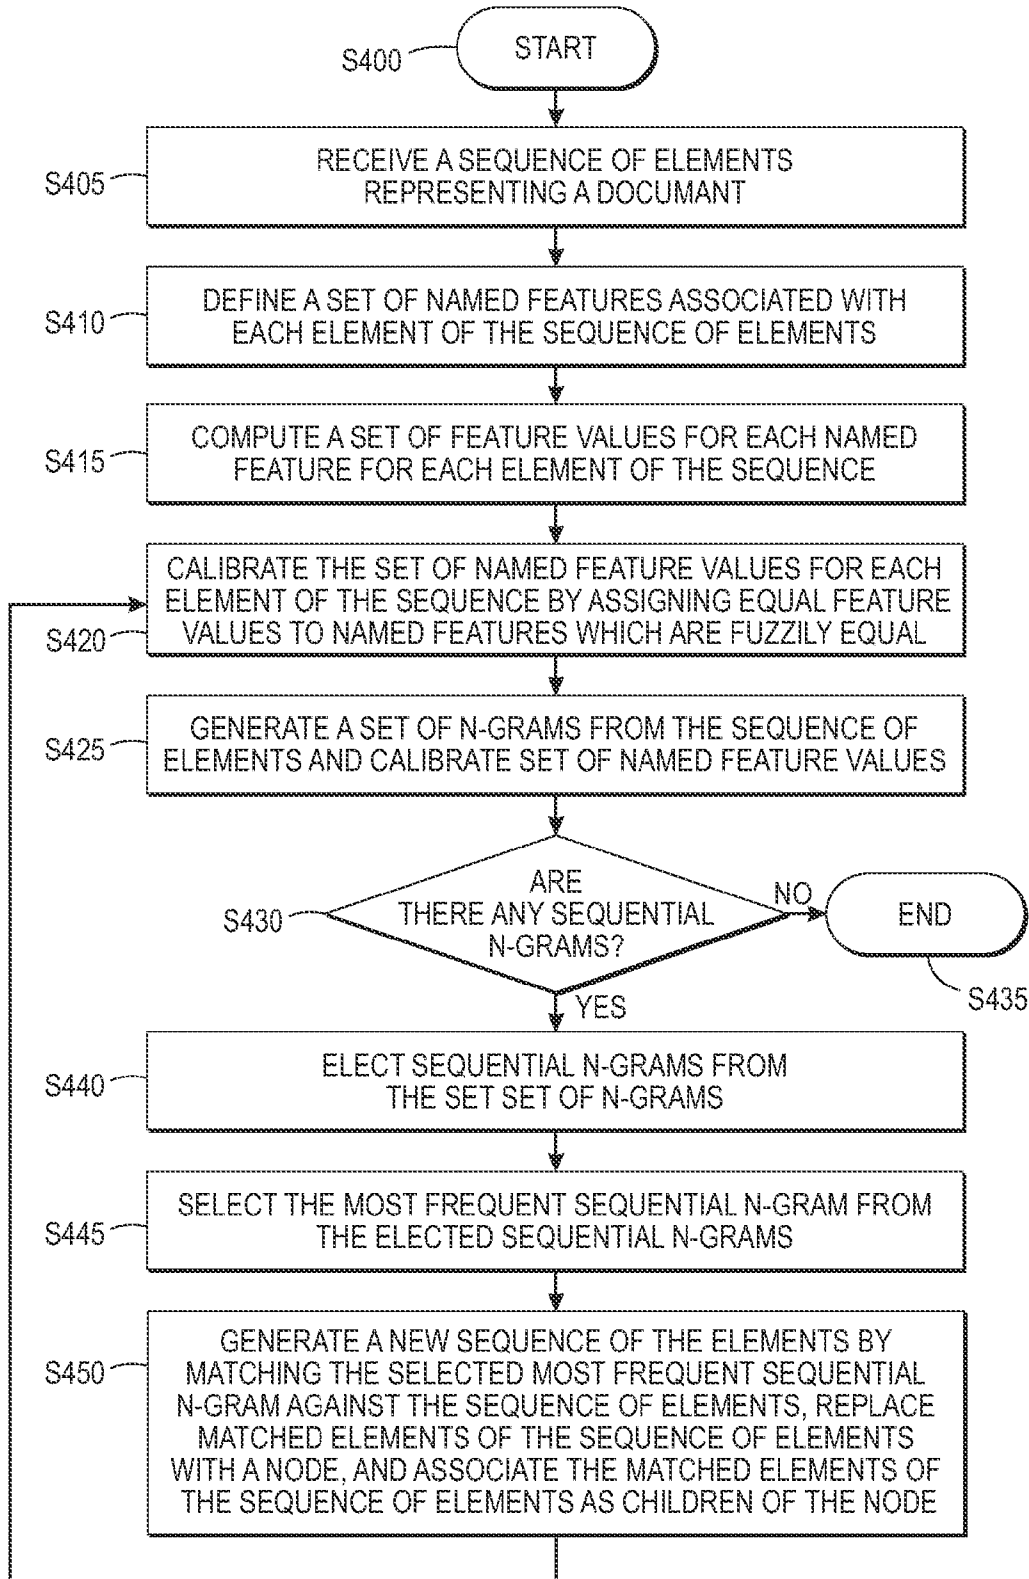 START
S400
RECEIVE A SEQUENCE OF ELEMENTS
REPRESENTING A DOCUMANT
S405
DEFINE A SET OF NAMED FEATURES ASSOCIATED WITH
EACH ELEMENT OF THE SEQUENCE OF ELEMENTS
S410
COMPUTE A SET OF FEATURE VALUES FOR EACH NAMED
FEATURE FOR EACH ELEMENT OF THE SEQUENCE
S415
CALIBRATE THE SET OF NAMED FEATURE VALUES FOR EACH
ELEMENT OF THE SEQUENCE BY ASSIGNING EQUAL FEATURE
VALUES TO NAMED FEATURES WHICH ARE FUZZILY EQUAL
S420
GENERATE A SET OF N-GRAMS FROM THE SEQUENCE OF
ELEMENTS AND CALIBRATE SET OF NAMED FEATURE VALUES
S425
ARE
THERE ANY SEQUENTIAL
N-GRAMS?
S430
NO
END
S435
YES
ELECT SEQUENTIAL N-GRAMS FROM
THE SET SET OF N-GRAMS
S440
SELECT THE MOST FREQUENT SEQUENTIAL N-GRAM FROM
THE ELECTED SEQUENTIAL N-GRAMS
S445
GENERATE A NEW SEQUENCE OF THE ELEMENTS BY
MATCHING THE SELECTED MOST FREQUENT SEQUENTIAL
N-GRAM AGAINST THE SEQUENCE OF ELEMENTS, REPLACE
MATCHED ELEMENTS OF THE SEQUENCE OF ELEMENTS
WITH A NODE, AND ASSOCIATE THE MATCHED ELEMENTS OF
THE SEQUENCE OF ELEMENTS AS CHILDREN OF THE NODE
S450